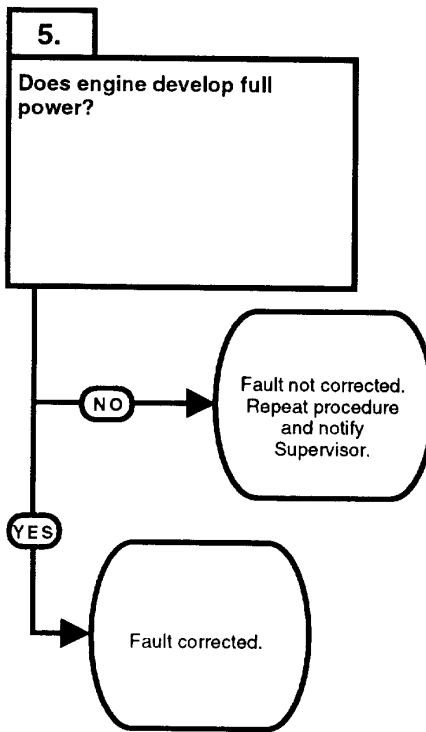 5.
Does engine develop full
power?
NO
Fault not corrected.
Repeat procedure
and notify
Supervisor.
YES
Fault corrected.